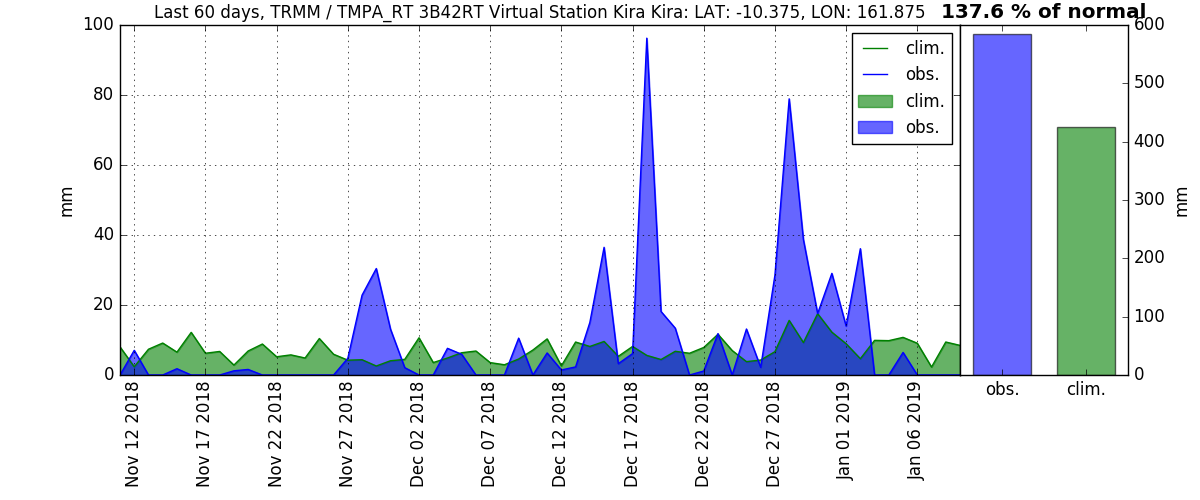 Last 60 days, TRMM / TMPA_RT 3B42RT Virtual Station Kira Kira: LAT: -10.375, LON: 161.875 137.6 % of normal
100
80
60
40
20
0
mm
clim.
obs.
clim.
obs.
600
500
400
300
200
100
0
mm
Nov 12 2018
Nov 17 2018
Nov 22 2018
Nov 27 2018
Dec 02 2018
Dec 07 2018
Dec 12 2018
Dec 17 2018
Dec 22 2018
Dec 27 2018
Jan 01 2019
Jan 06 2019
obs.
clim.